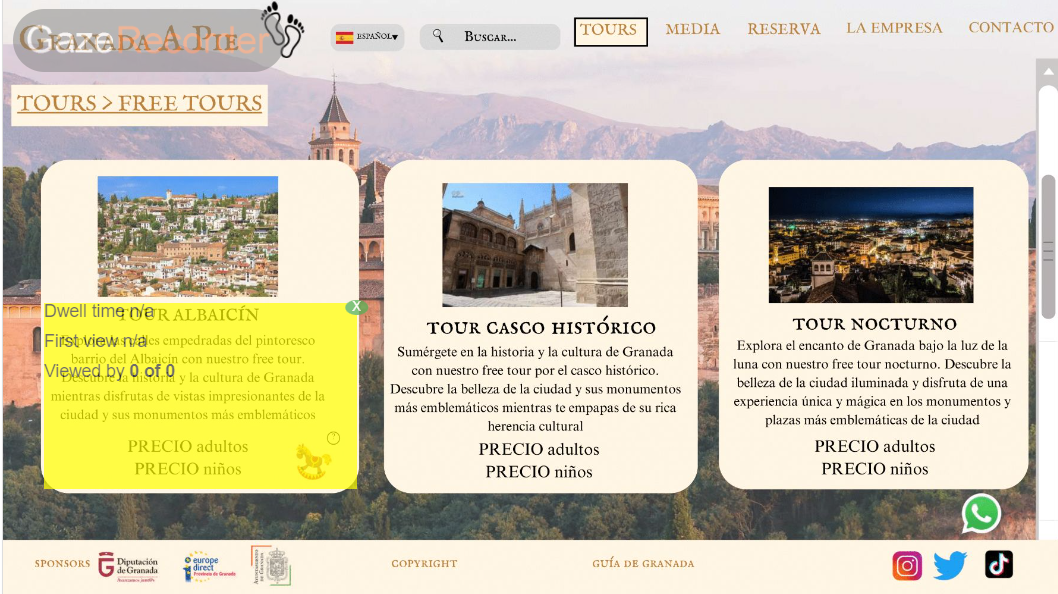 GRANADA A PIE
GazeRecorder
ESPAÑOL▾
BUSCAR...
TOURS
MEDIA
RESERVA
LA EMPRESA
CONTACTO
TOURS > FREE TOURS
Dwell time n/a
First view n/a
Viewed by 0 of 0
X
TOUR ALBAICÍN
calles empedradas del pintoresco
barrio del Albaicín con nuestro free tour.
Descubre la historia y la cultura de Granada
mientras disfrutas de vistas impresionantes de la
ciudad y sus monumentos más emblemáticos
PRECIO adultos
PRECIO niños
?
TOUR CASCO HISTÓRICO
Sumérgete en la historia y la cultura de Granada
con nuestro free tour por el casco histórico.
Descubre la belleza de la ciudad y sus monumentos
más emblemáticos mientras te empapas de su rica
herencia cultural
PRECIO adultos
PRECIO niños
TOUR NOCTURNO
Explora el encanto de Granada bajo la luz de la
luna con nuestro free tour nocturno. Descubre la
belleza de la ciudad iluminada y disfruta de una
experiencia única y mágica en los monumentos y
plazas más emblemáticas de la ciudad
PRECIO adultos
PRECIO niños
SPONSORS
Diputación
de Granada
europe
direct
Provincia de Granada
AYUNTAMIENTO
DE GRANADA
COPYRIGHT
GUÍA DE GRANADA